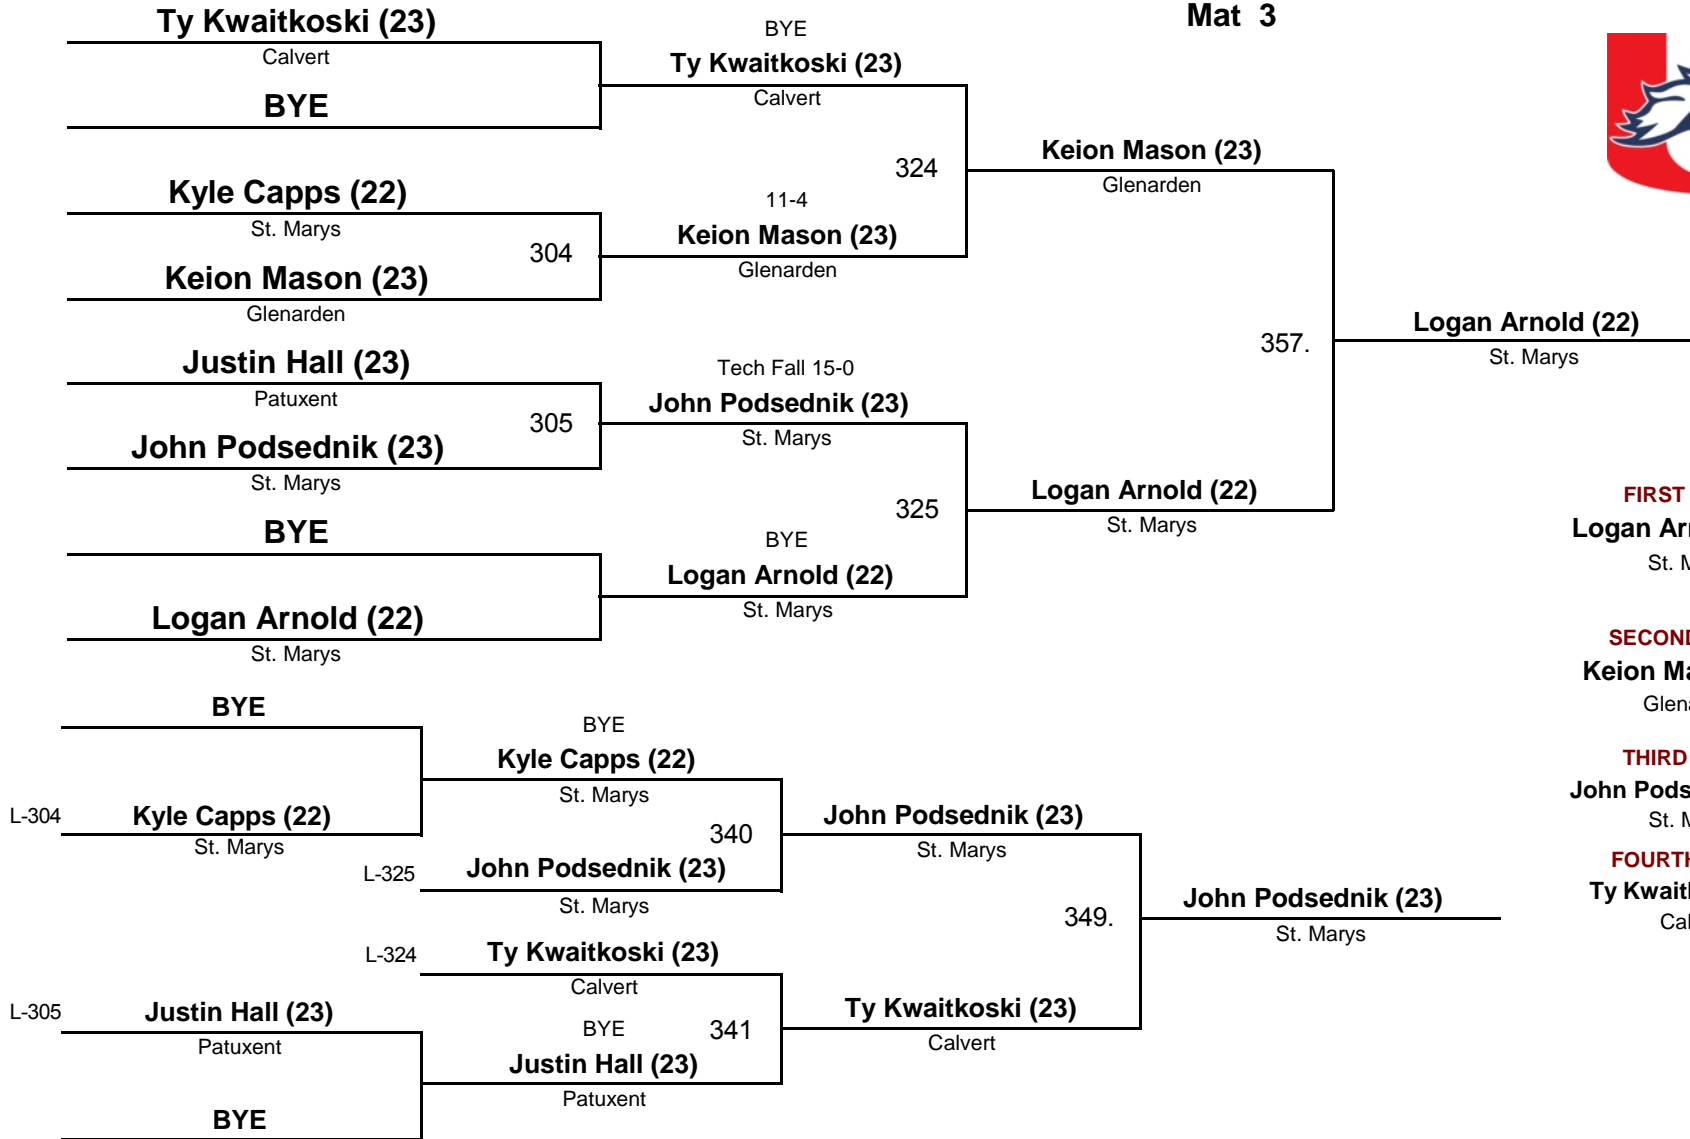 Mat 3
Ty Kwaitkoski (23)
Calvert
BYE
Kyle Capps (22)
St. Marys
304
Keion Mason (23)
Glenarden
Justin Hall (23)
Patuxent
305
John Podsednik (23)
St. Marys
BYE
Logan Arnold (22)
St. Marys
BYE
Ty Kwaitkoski (23)
Calvert
324
11-4
Keion Mason (23)
Glenarden
Tech Fall 15-0
John Podsednik (23)
St. Marys
325
BYE
Logan Arnold (22)
St. Marys
Keion Mason (23)
Glenarden
357.
Logan Arnold (22)
St. Marys
Logan Arnold (22)
St. Marys
BYE
L-304 Kyle Capps (22)
St. Marys
L-305 Justin Hall (23)
Patuxent
BYE
BYE
Kyle Capps (22)
St. Marys
340
L-325 John Podsednik (23)
St. Marys
L-324 Ty Kwaitkoski (23)
Calvert
BYE 341
Justin Hall (23)
Patuxent
John Podsednik (23)
St. Marys
349.
Ty Kwaitkoski (23)
Calvert
John Podsednik (23)
St. Marys
FIRST
Logan
St.
SECOND
Keion
THIRD
John
St.
FOURTH
Ty